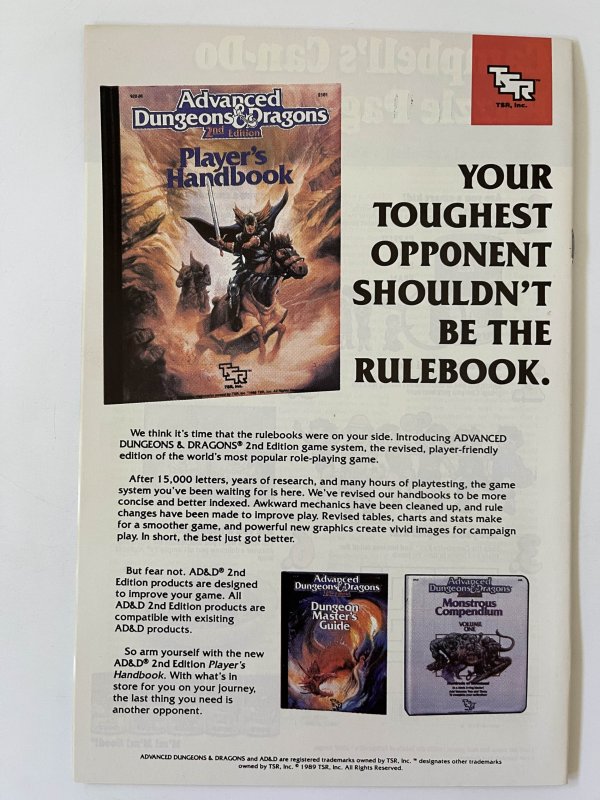 TSR
TSR, Inc.
Advanced
Dungeons & Dragons
2nd Edition
Player's
Handbook
TSR
TSR, Inc.
YOUR
TOUGHEST
OPPONENT
SHOULDN'T
BE THE
RULEBOOK.
We think it's time that the rulebooks were on your side. Introducing ADVANCED
DUNGEONS & DRAGONS® 2nd Edition game system, the revised, player-friendly
edition of the world's most popular role-playing game.
After 15,000 letters, years of research, and many hours of playtesting, the game
system you've been waiting for is here. We've revised our handbooks to be more
concise and better indexed. Awkward mechanics have been cleaned up, and rule
changes have been made to improve play. Revised tables, charts and stats make
for a smoother game, and powerful new graphics create vivid images for campaign
play. In short, the best just got better.
But fear not. AD&D® 2nd
Edition products are designed
to improve your game. All
AD&D 2nd Edition products are
compatible with exisiting
AD&D products.
So arm yourself with the new
AD&D® 2nd Edition Player's
Handbook. With what's in
store for you on your journey,
the last thing you need is
another opponent.
Advanced
Dungeons & Dragons
Dungeon
Master's
Guide
TSR
Advanced
Dungeons & Dragons
Monstrous
Compendium
VOLUME
ONE
TSR
ADVANCED DUNGEONS & DRAGONS and AD&D are registered trademarks owned by TSR, Inc. ™ designates other trademarks
owned by TSR, Inc. © 1989 TSR, Inc. All Rights Reserved.